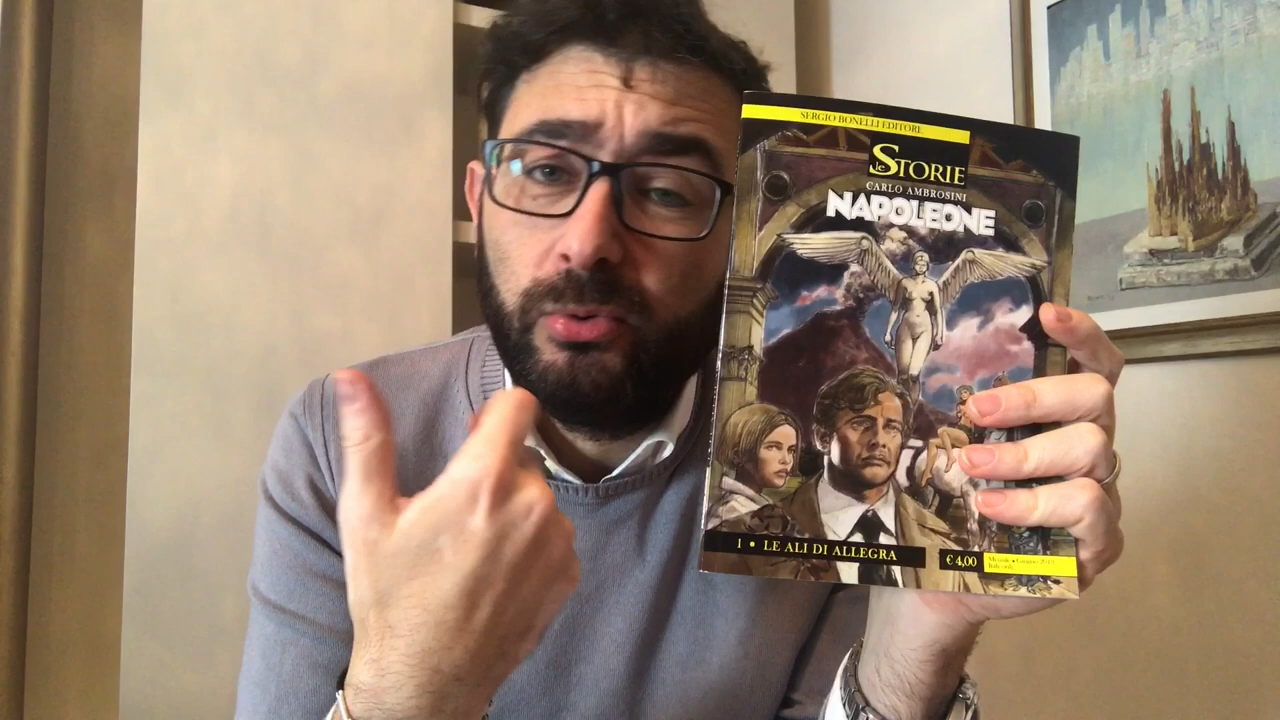 SERGIO BONELLI EDITORE
le STORIE
CARLO AMBROSINI
NAPOLEONE
1 • LE ALI DI ALLEGRA
€ 4,00